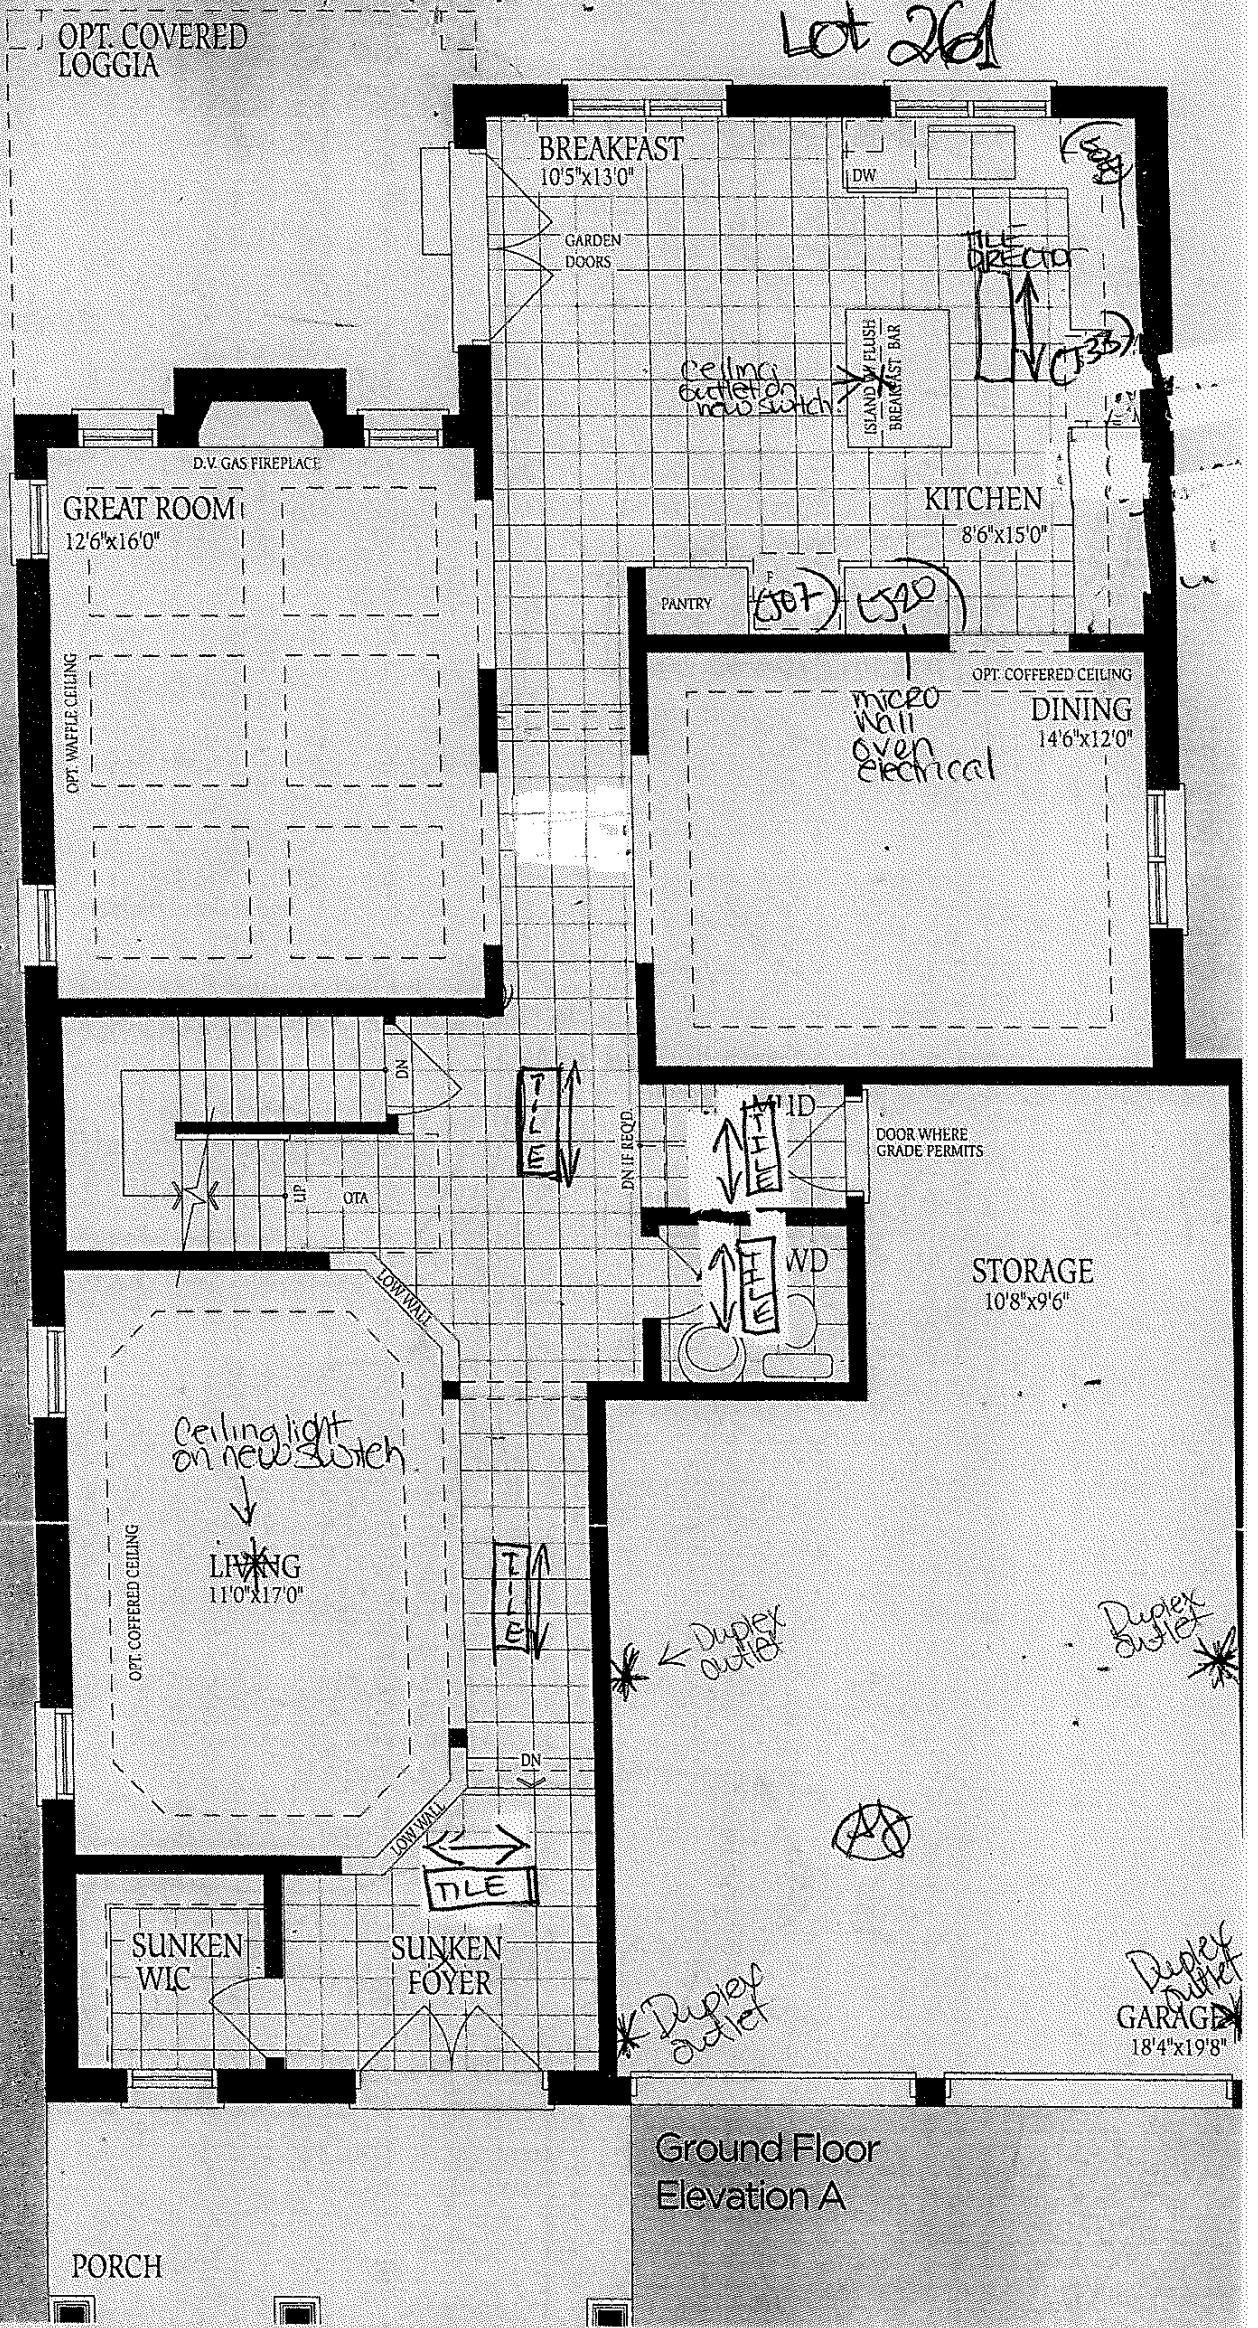 Lot 261
OPT. COVERED
LOGGIA
BREAKFAST
10'5"x13'0"
DW
GARDEN
DOORS
TILE
DIRECTIO
ISLAND W FLUSH
BREAKFAST BAR
Ceiling
outlet on
new switch
D.V. GAS FIREPLACE
GREAT ROOM
12'6"x16'0"
OPT. WAFFLE CEILING
KITCHEN
8'6"x15'0"
PANTRY
F
OPT. COFFERED CEILING
DINING
14'6"x12'0"
micro
wall
oven
electrical
DN
TILE
DN IF REQ'D
TILE
DOOR WHERE
GRADE PERMITS
UP
OTA
LOW WALL
TILE
WD
STORAGE
10'8"x9'6"
Ceiling light
on new switch
OPT. COFFERED CEILING
LIVING
11'0"x17'0"
TILE
Duplex
outlet
Duplex
outlet
DN
LOW WALL
TILE
SUNKEN
WIC
SUNKEN
FOYER
Duplex
outlet
Duplex
outlet
GARAGE
18'4"x19'8"
Ground Floor
Elevation A
PORCH